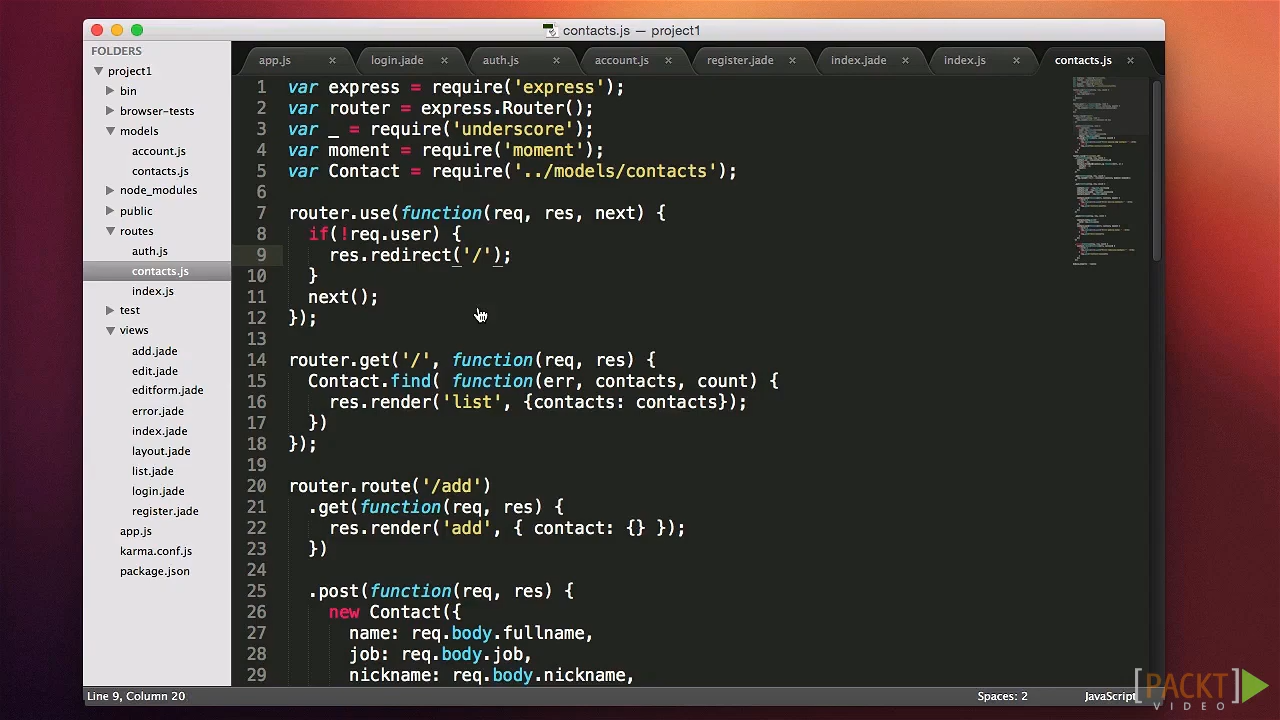 contacts.js — project1
FOLDERS
project1
bin
browser-tests
models
account.js
contacts.js
node_modules
public
routes
auth.js
contacts.js
index.js
test
views
add.jade
edit.jade
editform.jade
error.jade
index.jade
layout.jade
list.jade
login.jade
register.jade
app.js
karma.conf.js
package.json
app.js × login.jade × auth.js × account.js × register.jade × index.jade × index.js × contacts.js ×
1 var express = require('express');
2 var router = express.Router();
3 var _ = require('underscore');
4 var moment = require('moment');
5 var Contact = require('../models/contacts');
6
7 router.use(function(req, res, next) {
8 if(!req.user) {
9 res.redirect('/');
10 }
11 next();
12 });
13
14 router.get('/', function(req, res) {
15 Contact.find( function(err, contacts, count) {
16 res.render('list', {contacts: contacts});
17 })
18 });
19
20 router.route('/add')
21 .get(function(req, res) {
22 res.render('add', { contact: {} });
23 })
24
25 .post(function(req, res) {
26 new Contact({
27 name: req.body.fullname,
28 job: req.body.job,
29 nickname: req.body.nickname,
Line 9, Column 20
Spaces: 2
JavaScript
[PACKT]
VIDEO